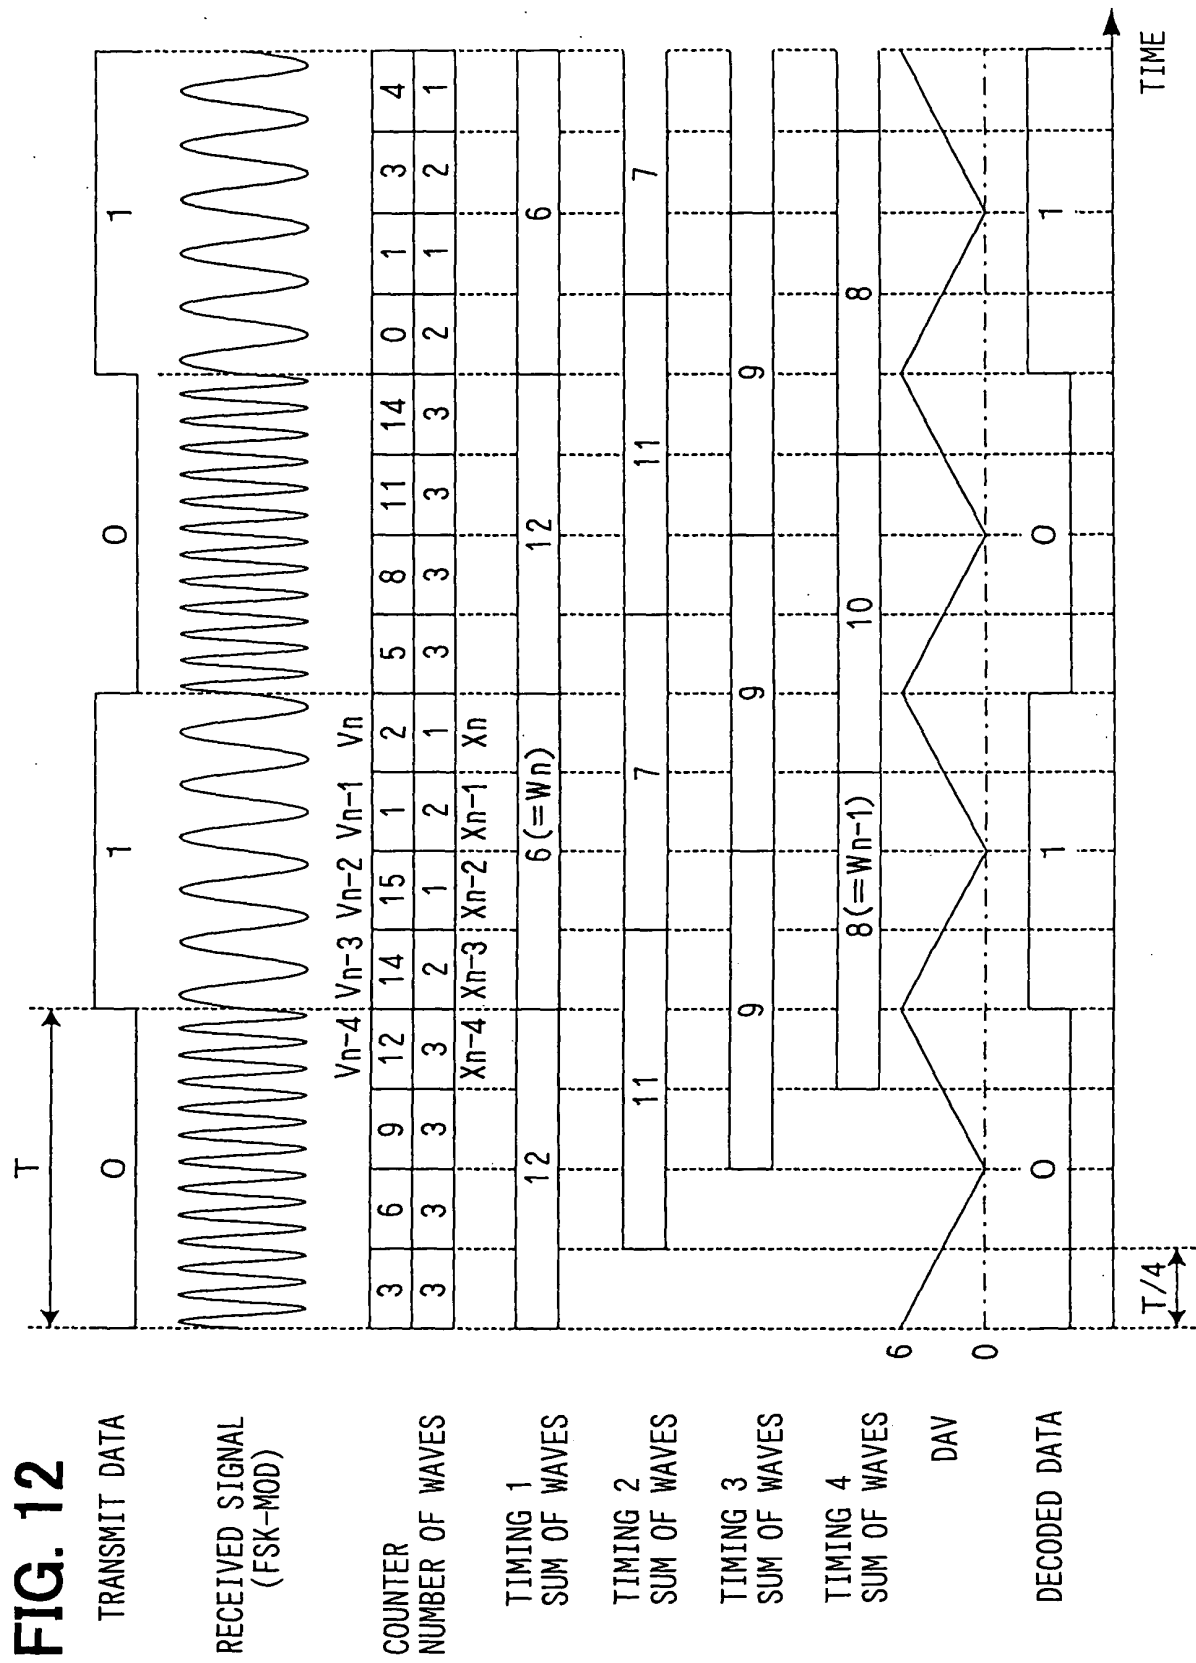 FIG. 12
TRANSMIT DATA
T
0 1 0 1
RECEIVED SIGNAL
(FSK-MOD)
Vn-4 Vn-3 Vn-2 Vn-1 Vn
COUNTER
3 6 9 12 14 15 1 2 5 8 11 14 0 1 3 4
NUMBER OF WAVES
3 3 3 3 2 1 2 1 3 3 3 3 2 1 2 1
Xn-4 Xn-3 Xn-2 Xn-1 Xn
TIMING 1
SUM OF WAVES
12 6(=Wn) 12 6
TIMING 2
SUM OF WAVES
11 7 11 7
TIMING 3
SUM OF WAVES
9 9 9
TIMING 4
SUM OF WAVES
8(=Wn-1) 10 8
DAV
6
0
DECODED DATA
0 1 0 1
T/4
TIME